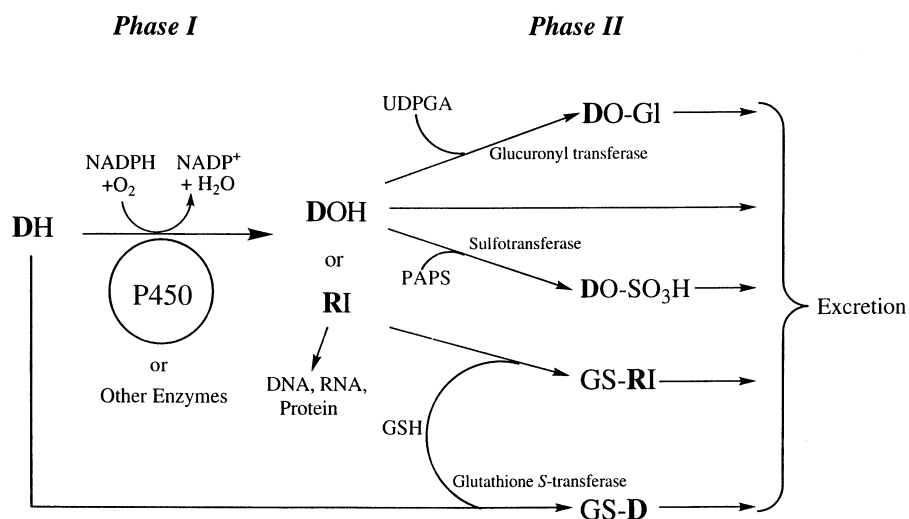 Phase I
Phase II
UDPGA
DO-Gl
Glucuronyl transferase
NADPH
+O₂
NADP⁺
+ H₂O
DH
DOH
or
RI
P450
or
Other Enzymes
DNA, RNA,
Protein
Sulfotransferase
PAPS
DO-SO₃H
Excretion
GS-RI
GSH
Glutathione S-transferase
GS-D